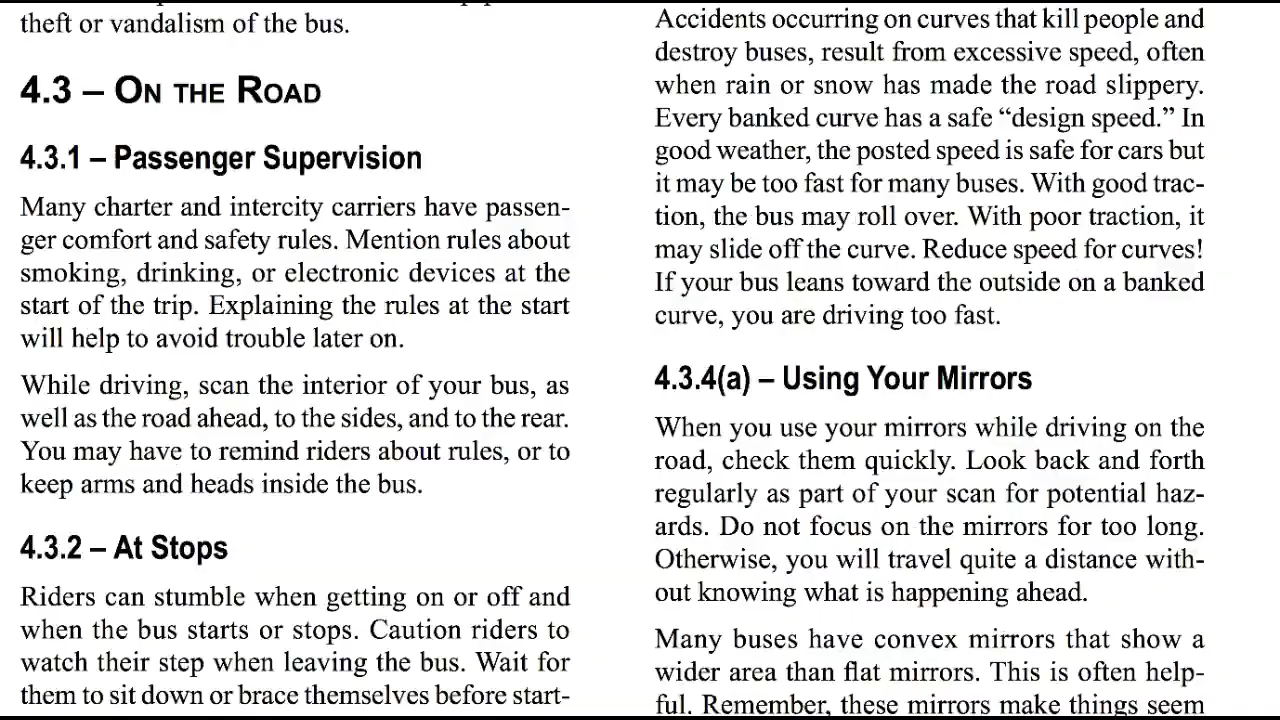 theft or vandalism of the bus.
4.3 – ON THE ROAD
4.3.1 – Passenger Supervision
Many charter and intercity carriers have passen-
ger comfort and safety rules. Mention rules about
smoking, drinking, or electronic devices at the
start of the trip. Explaining the rules at the start
will help to avoid trouble later on.
While driving, scan the interior of your bus, as
well as the road ahead, to the sides, and to the rear.
You may have to remind riders about rules, or to
keep arms and heads inside the bus.
4.3.2 – At Stops
Riders can stumble when getting on or off and
when the bus starts or stops. Caution riders to
watch their step when leaving the bus. Wait for
them to sit down or brace themselves before start-
Accidents occurring on curves that kill people and
destroy buses, result from excessive speed, often
when rain or snow has made the road slippery.
Every banked curve has a safe “design speed.” In
good weather, the posted speed is safe for cars but
it may be too fast for many buses. With good trac-
tion, the bus may roll over. With poor traction, it
may slide off the curve. Reduce speed for curves!
If your bus leans toward the outside on a banked
curve, you are driving too fast.
4.3.4(a) – Using Your Mirrors
When you use your mirrors while driving on the
road, check them quickly. Look back and forth
regularly as part of your scan for potential haz-
ards. Do not focus on the mirrors for too long.
Otherwise, you will travel quite a distance with-
out knowing what is happening ahead.
Many buses have convex mirrors that show a
wider area than flat mirrors. This is often help-
ful. Remember, these mirrors make things seem